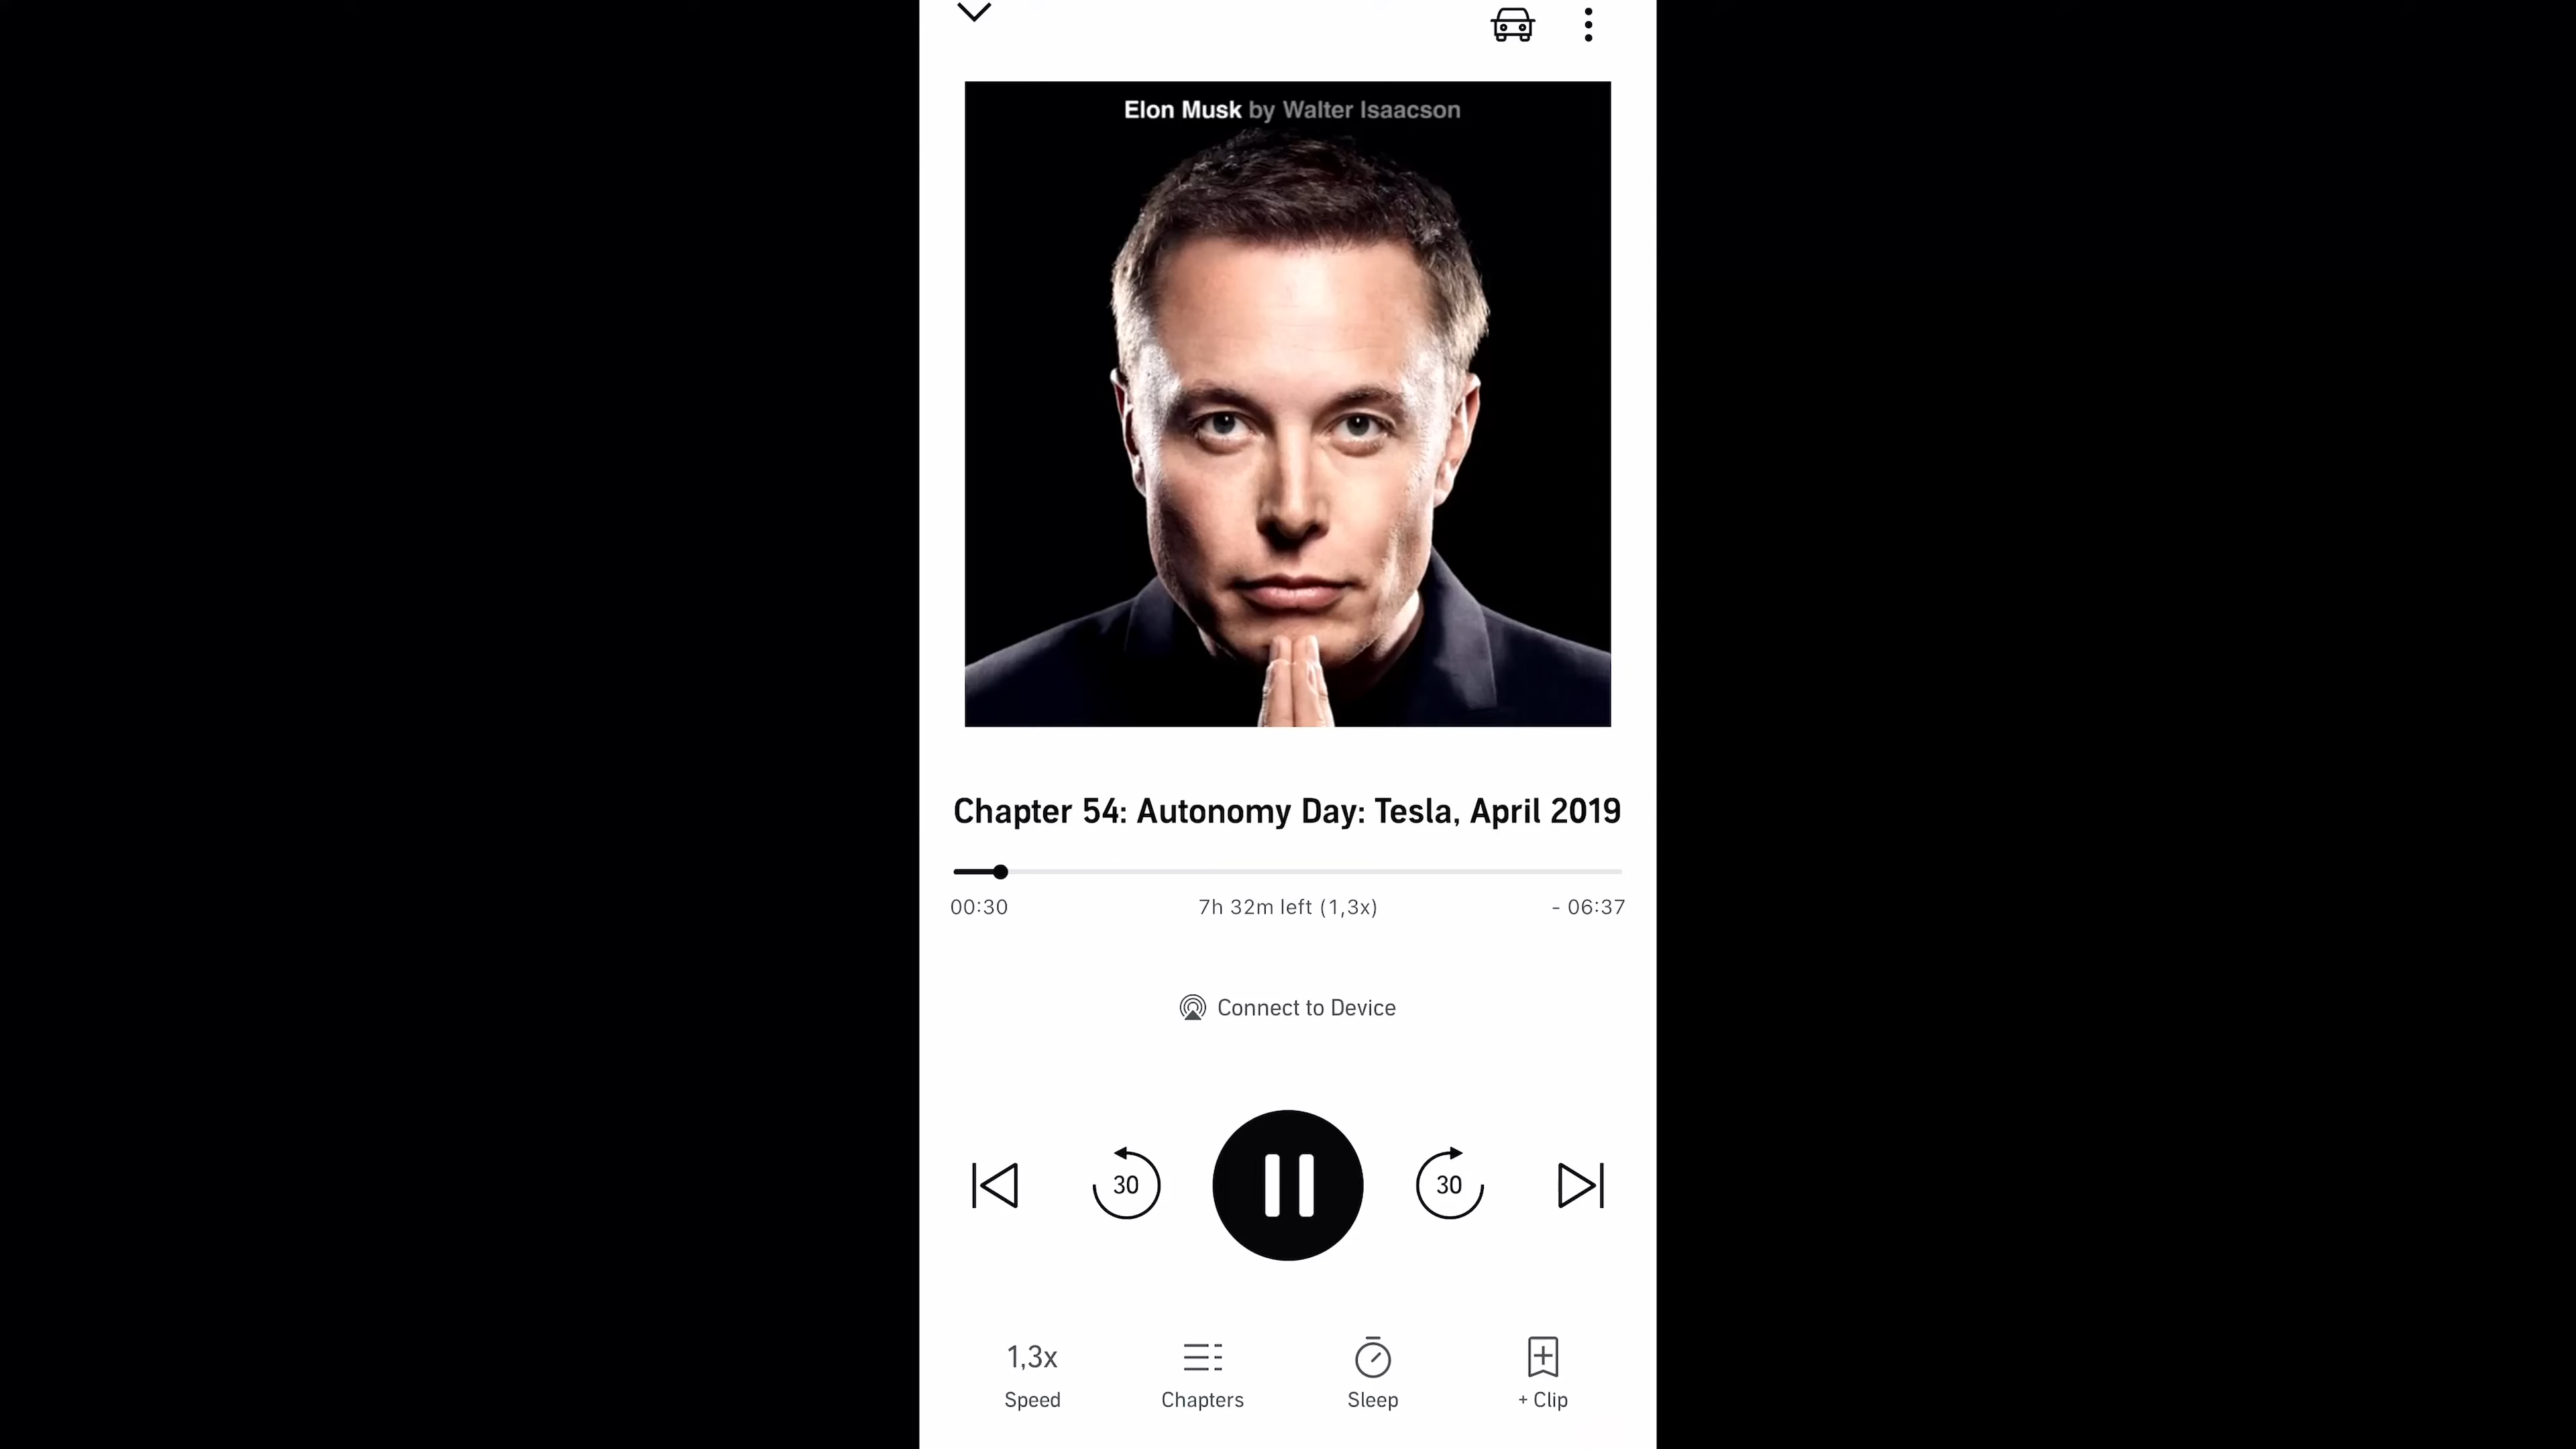 Elon Musk by Walter Isaacson
Chapter 54: Autonomy Day: Tesla, April 2019
00:30 7h 32m left (1,3x) - 06:37
Connect to Device
30 30
1,3x
Speed Chapters Sleep + Clip